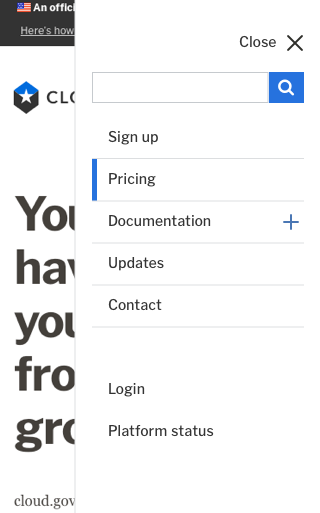 An offici
Here's how
Close
CLO
Sign up
Pricing
Documentation
Updates
Contact
Login
Platform status
You
hav
you
fro
gro
cloud.gov